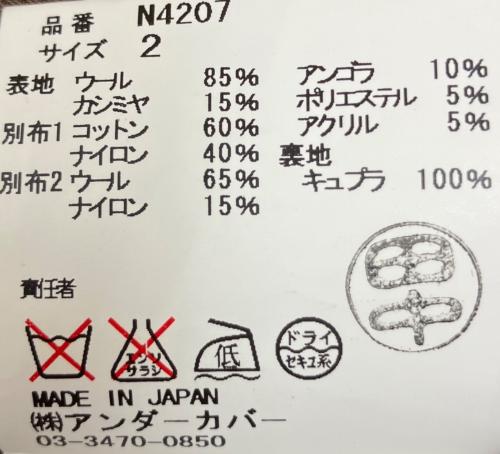 品番 N4207
サイズ 2
表地 ウール 85%
カシミヤ 15%
別布1 コットン 60%
ナイロン 40%
別布2 ウール 65%
ナイロン 15%
アンゴラ 10%
ポリエステル 5%
アクリル 5%
裏地
キュプラ 100%
責任者
エンソ
サラシ
低
ドライ
セキユ系
MADE IN JAPAN
㈱アンダーカバー
03-3470-0850